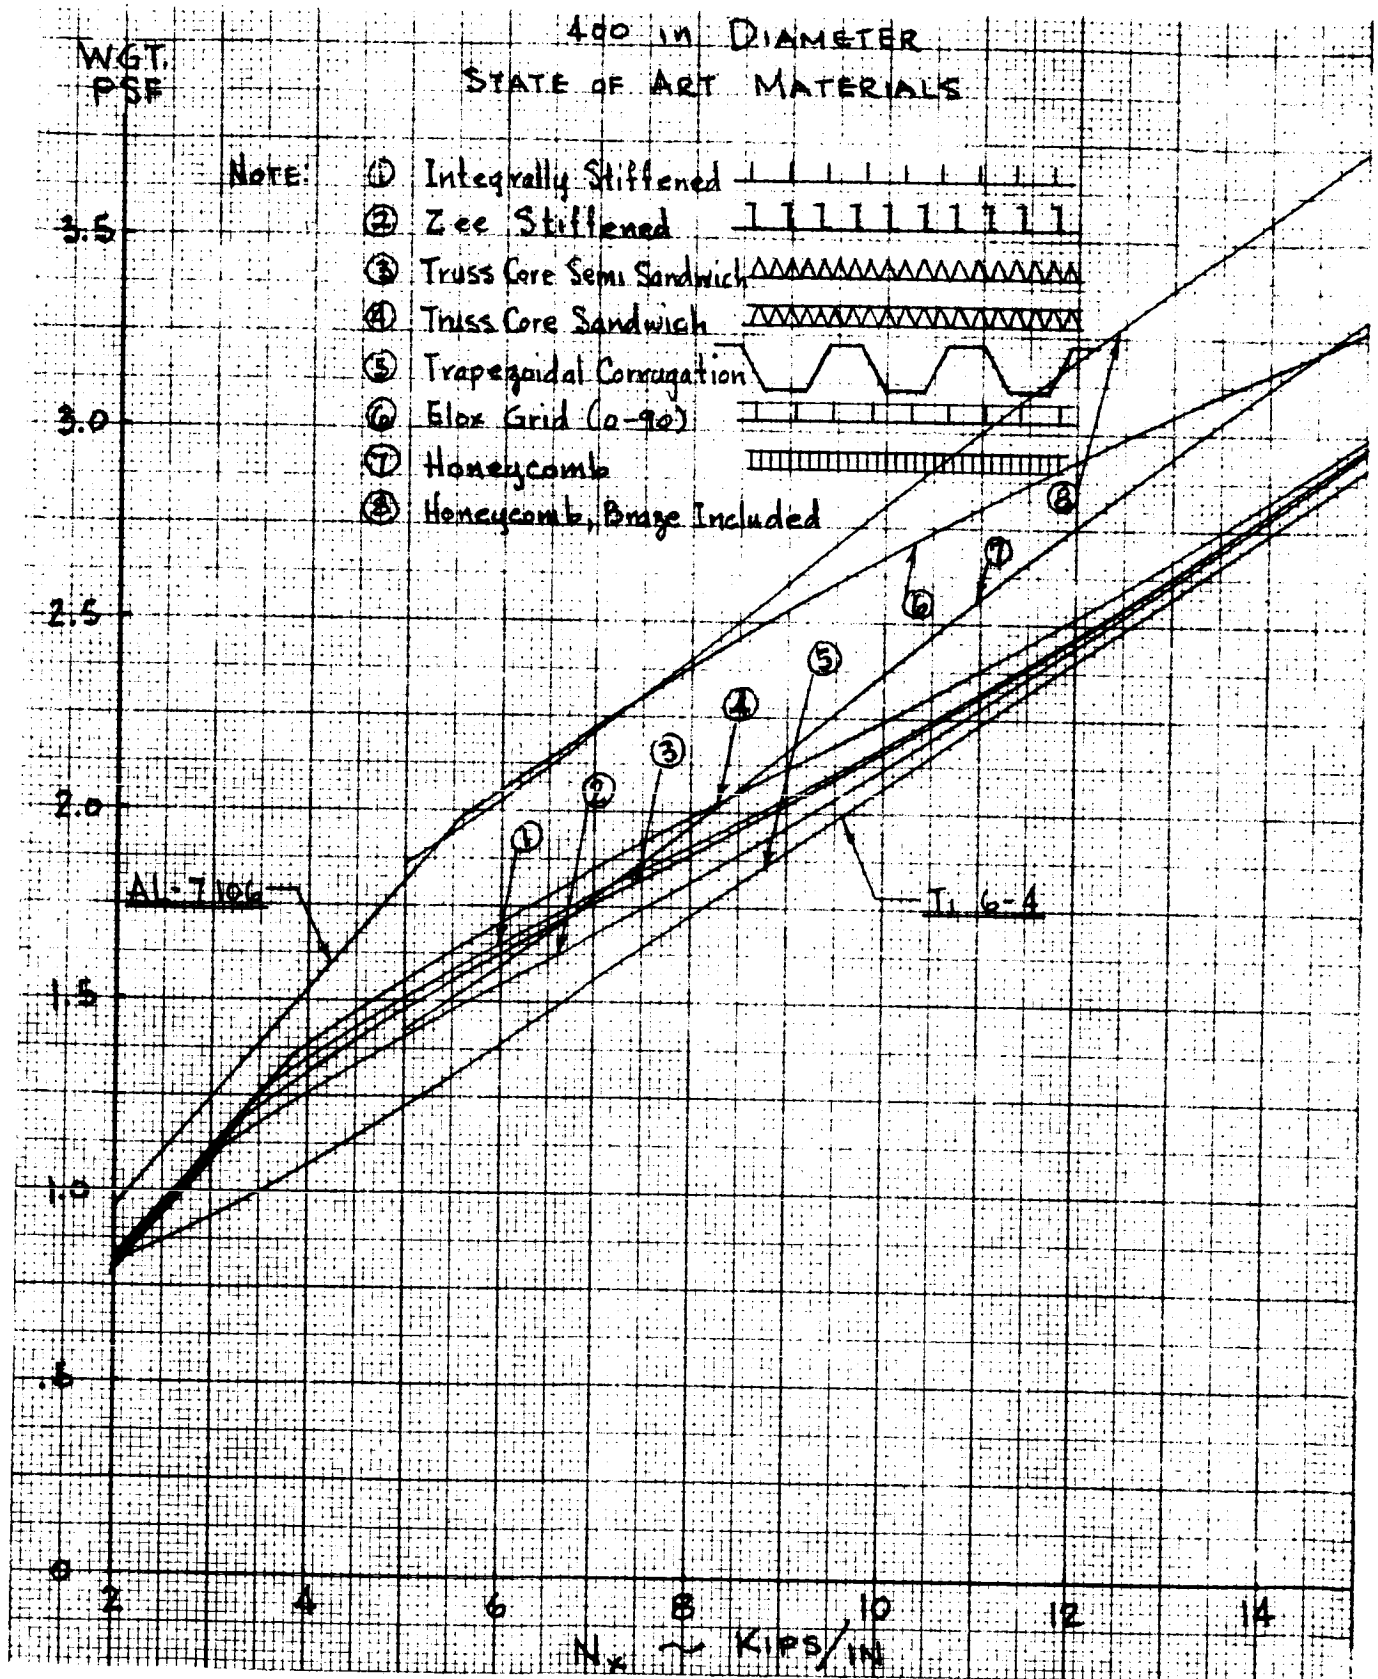 400 in DIAMETER
STATE OF ART MATERIALS
WGT.
PSF
NOTE:
① Integrally Stiffened
② Zee Stiffened
③ Truss Core Semi Sandwich
④ Truss Core Sandwich
⑤ Trapezoidal Corrugation
⑥ Elox Grid (0-90)
⑦ Honeycomb
⑧ Honeycomb, Braze Included
3.5
3.0
2.5
2.0
1.5
1.0
.5
0
⑧
⑦
⑥
⑤
④
③
②
①
AL-7106
Ti 6-4
2 4 6 8 10 12 14
Nx ~ KIPS/IN